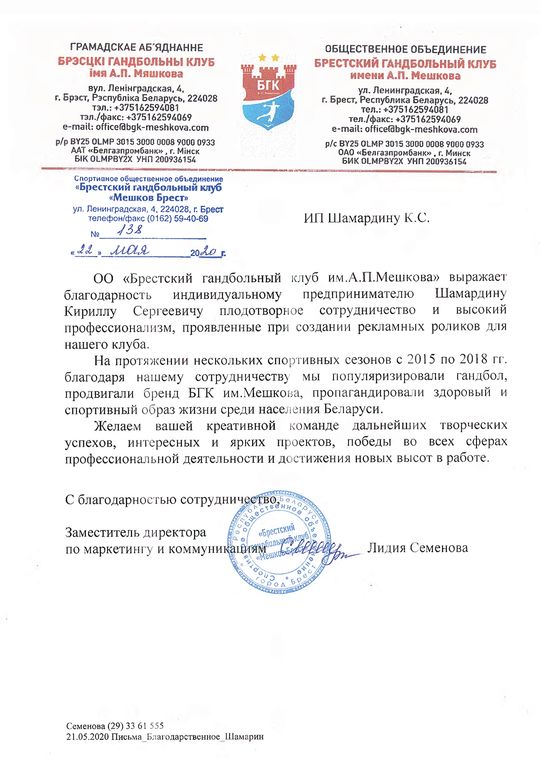 ГРАМАДСКАЕ АБ'ЯДНАННЕ
БРЭСЦКІ ГАНДБОЛЬНЫ КЛУБ
імя А.П. Мяшкова
вул. Ленінградская, 4,
г. Брэст, Рэспубліка Беларусь, 224028
тэл.: +375162594081
тэл./факс: +375162594069
e-mail: office@bgk-meshkova.com
р/р BY25 OLMP 3015 3000 0008 9000 0933
ААТ «Белгазпромбанк» , г. Мінск
БИК OLMPBY2X УНП 200936154
БГК
ОБЩЕСТВЕННОЕ ОБЪЕДИНЕНИЕ
БРЕСТСКИЙ ГАНДБОЛЬНЫЙ КЛУБ
имени А.П. Мешкова
ул. Ленинградская, 4,
г. Брест, Республика Беларусь, 224028
тел.: +375162594081
тел./факс: +375162594069
e-mail: office@bgk-meshkova.com
р/с BY25 OLMP 3015 3000 0008 9000 0933
ОАО «Белгазпромбанк» , г. Минск
БИК OLMPBY2X УНП 200936154
Спортивное общественное объединение
«Брестский гандбольный клуб
«Мешков Брест»
ул. Ленинградская, 4, 224028, г. Брест
телефон/факс (0162) 59-40-69
№ 138
«22» мая 2020 г.
ИП Шамардину К.С.
ОО «Брестский гандбольный клуб им.А.П.Мешкова» выражает
благодарность индивидуальному предпринимателю Шамардину
Кириллу Сергеевичу плодотворное сотрудничество и высокий
профессионализм, проявленные при создании рекламных роликов для
нашего клуба.
На протяжении нескольких спортивных сезонов с 2015 по 2018 гг.
благодаря нашему сотрудничеству мы популяризировали гандбол,
продвигали бренд БГК им.Мешкова, пропагандировали здоровый и
спортивный образ жизни среди населения Беларуси.
Желаем вашей креативной команде дальнейших творческих
успехов, интересных и ярких проектов, победы во всех сферах
профессиональной деятельности и достижения новых высот в работе.
С благодарностью сотрудничество,
Заместитель директора
по маркетингу и коммуникациям Лидия Семенова
«Брестский
гандбольный клуб
«Мешков Брест»
Семенова (29) 33 61 555
21.05.2020 Письма_Благодарственное_Шамарин